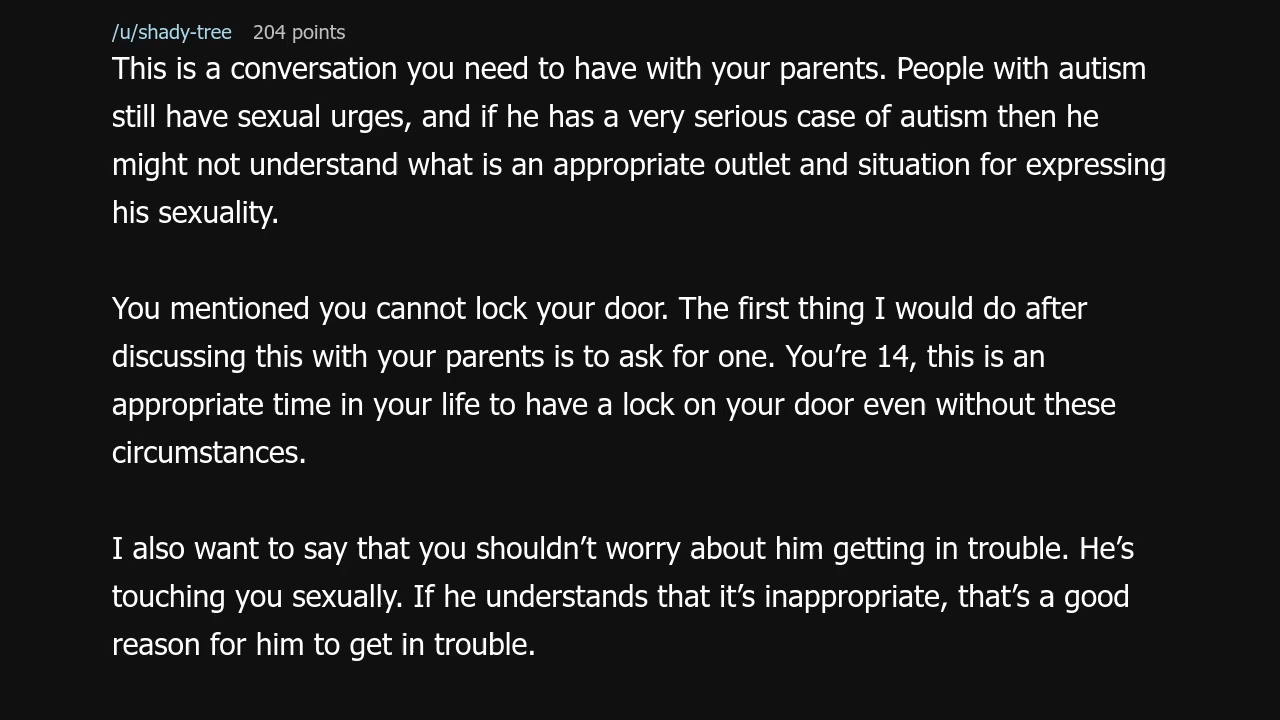 /u/shady-tree 204 points
This is a conversation you need to have with your parents. People with autism
still have sexual urges, and if he has a very serious case of autism then he
might not understand what is an appropriate outlet and situation for expressing
his sexuality.
You mentioned you cannot lock your door. The first thing I would do after
discussing this with your parents is to ask for one. You’re 14, this is an
appropriate time in your life to have a lock on your door even without these
circumstances.
I also want to say that you shouldn’t worry about him getting in trouble. He’s
touching you sexually. If he understands that it’s inappropriate, that’s a good
reason for him to get in trouble.